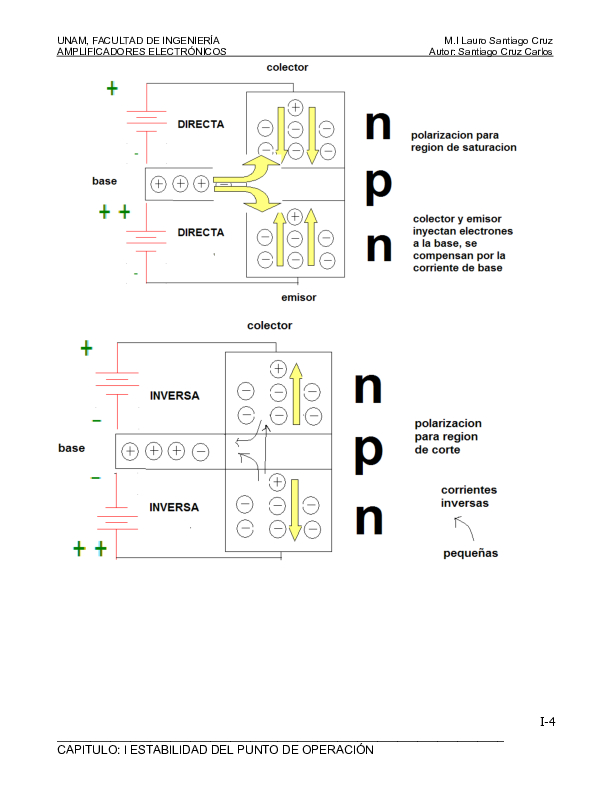 UNAM, FACULTAD DE INGENIERÍA
M.I Lauro Santiago Cruz
AMPLIFICADORES ELECTRÓNICOS
Autor: Santiago Cruz Carlos
colector
+
DIRECTA
-
n
polarizacion para
region de saturacion
base
p
+ +
DIRECTA
-
n
colector y emisor
inyectan electrones
a la base, se
compensan por la
corriente de base
emisor
colector
+
INVERSA
-
n
polarizacion
para region
de corte
base
p
-
INVERSA
+ +
n
corrientes
inversas
pequeñas
I-4
CAPITULO: I ESTABILIDAD DEL PUNTO DE OPERACIÓN